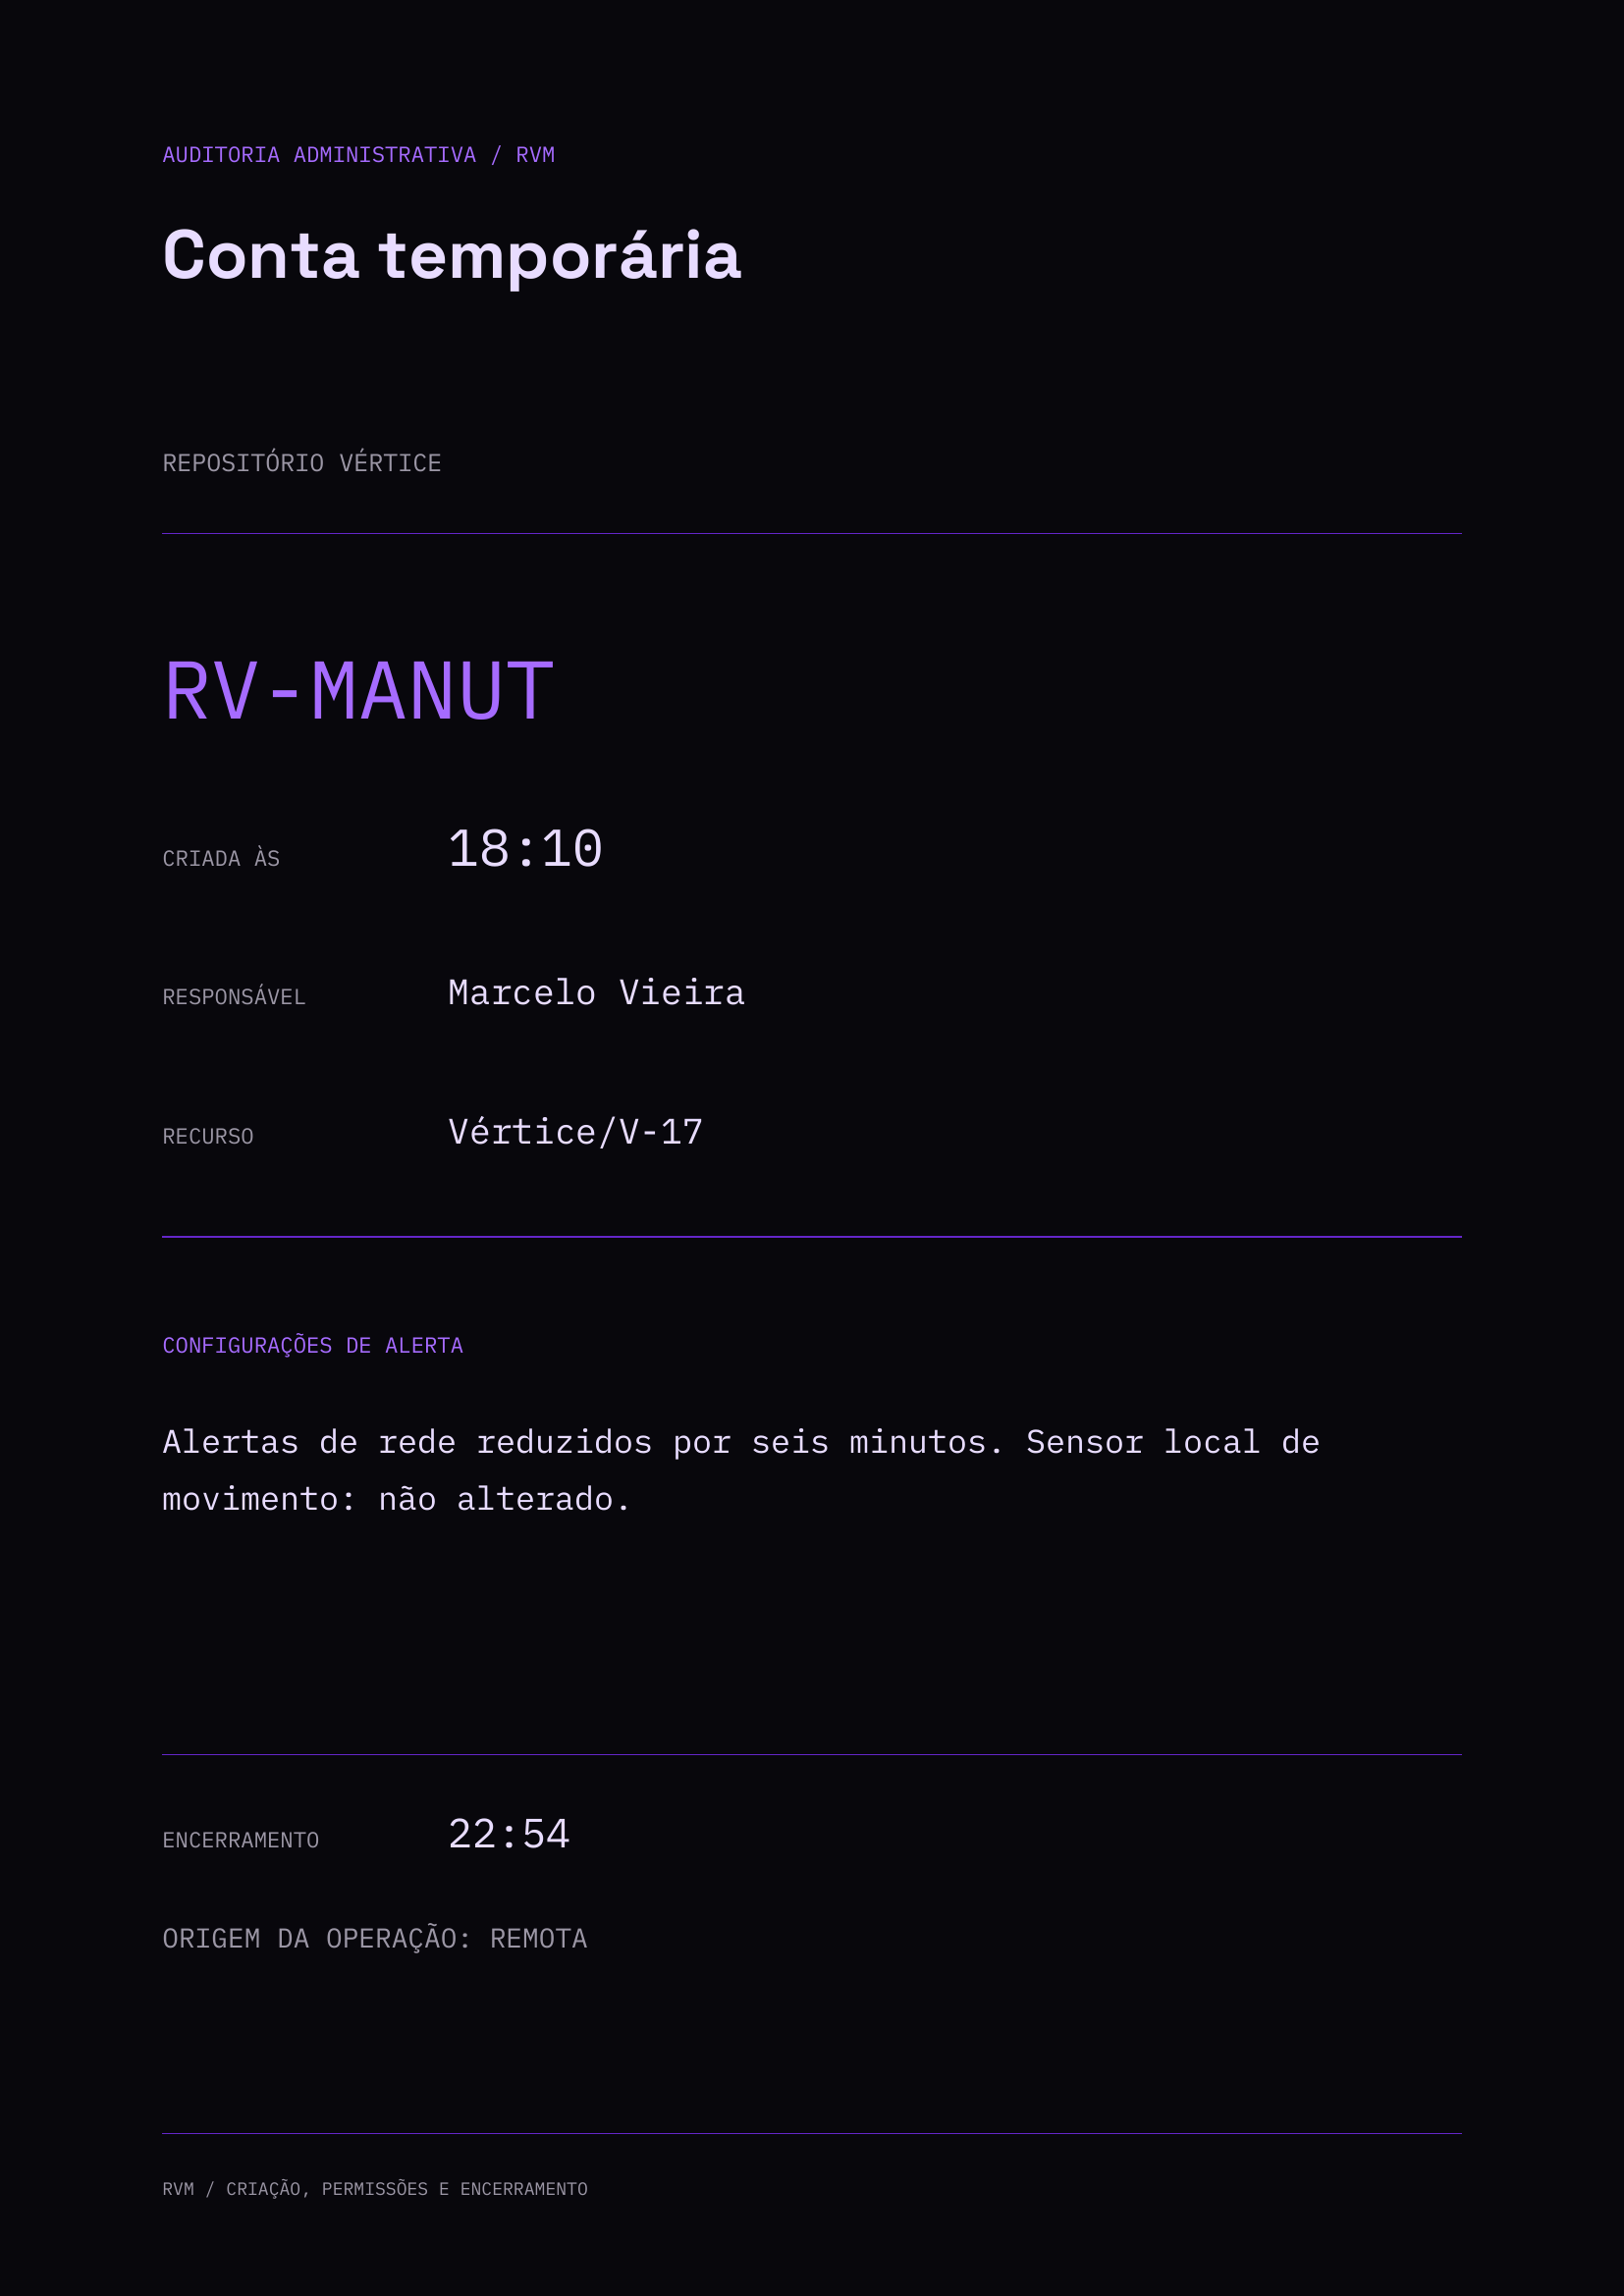 AUDITORIA ADMINISTRATIVA / RVM
Conta temporária
REPOSITÓRIO VÉRTICE
RV-MANUT
CRIADA ÀS 18:10
RESPONSÁVEL Marcelo Vieira
RECURSO Vértice/V-17
CONFIGURAÇÕES DE ALERTA
Alertas de rede reduzidos por seis minutos. Sensor local de
movimento: não alterado.
ENCERRAMENTO 22:54
ORIGEM DA OPERAÇÃO: REMOTA
RVM / CRIAÇÃO, PERMISSÕES E ENCERRAMENTO